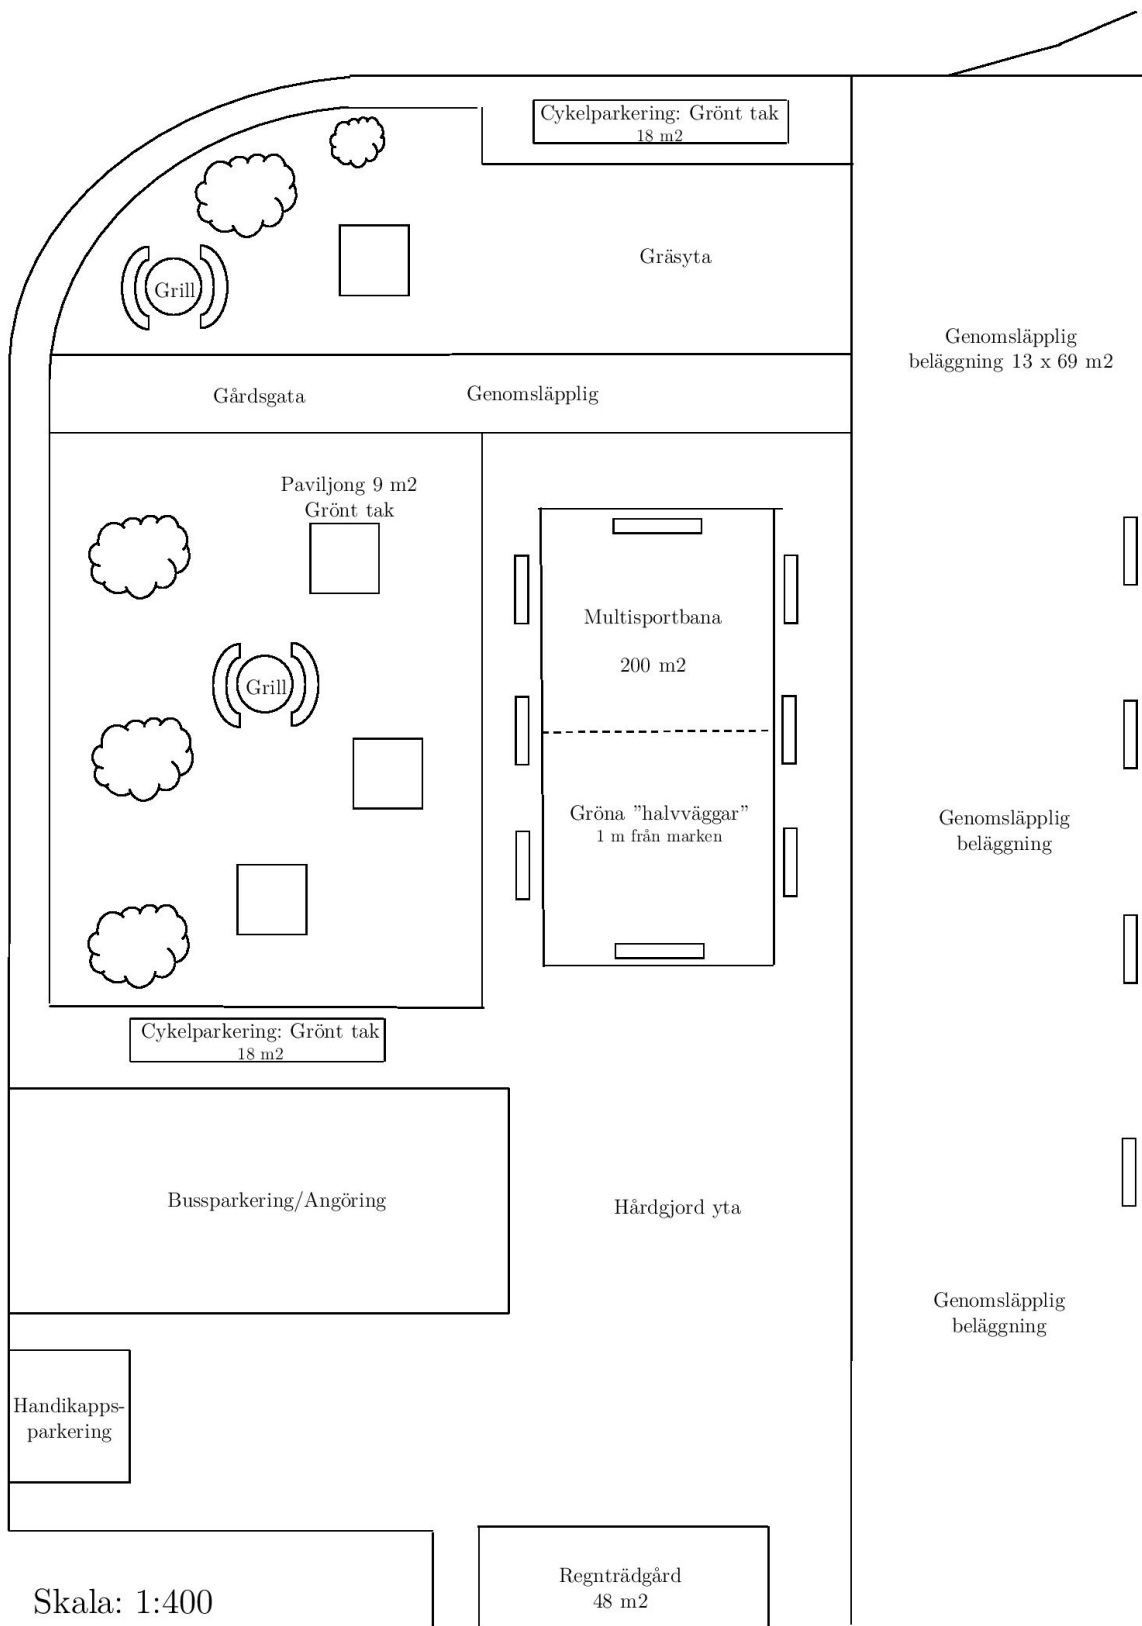 Cykelparkering: Grönt tak
18 m2
Gräsyta
Grill
Genomsläpplig
beläggning 13 x 69 m2
Gårdsgata
Genomsläpplig
Paviljong 9 m2
Grönt tak
Multisportbana
200 m2
Grill
Gröna "halvväggar"
1 m från marken
Genomsläpplig
beläggning
Cykelparkering: Grönt tak
18 m2
Bussparkering/Angöring
Hårdgjord yta
Genomsläpplig
beläggning
Handikapps-
parkering
Regnträdgård
48 m2
Skala: 1:400